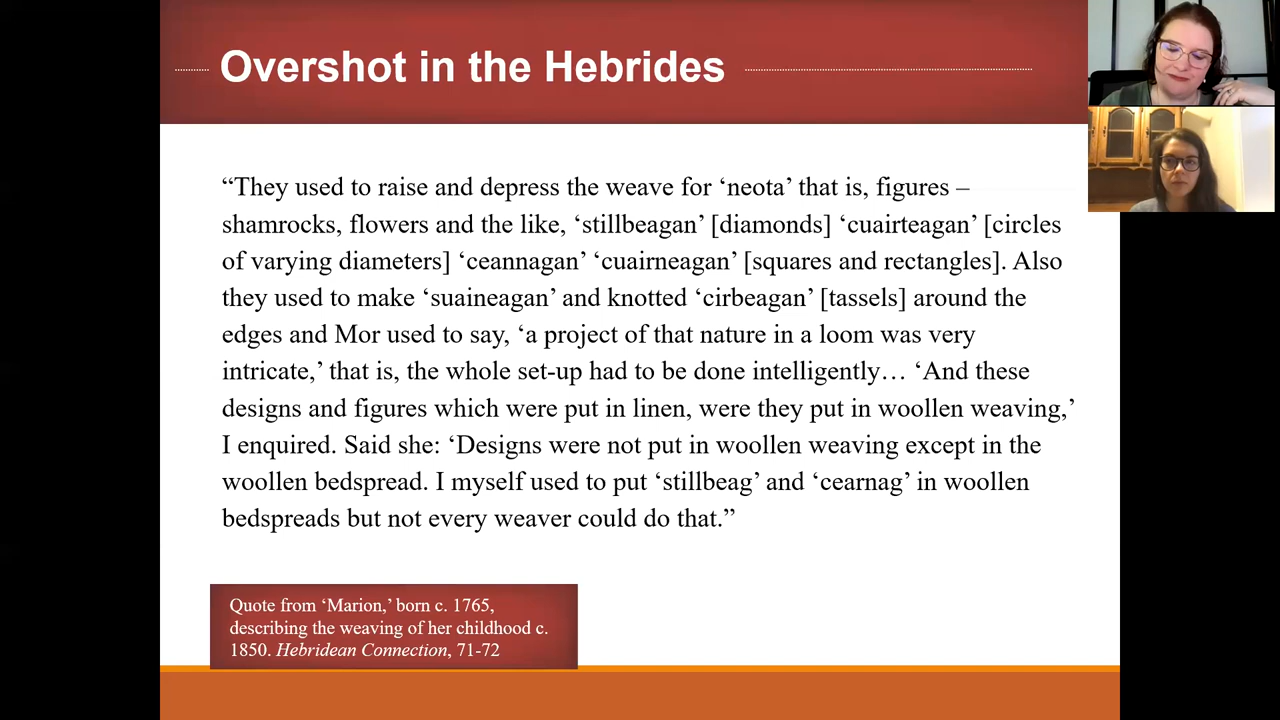 Overshot in the Hebrides
“They used to raise and depress the weave for ‘neota’ that is, figures –
shamrocks, flowers and the like, ‘stillbeagan’ [diamonds] ‘cuairteagan’ [circles
of varying diameters] ‘ceannagan’ ‘cuairneagan’ [squares and rectangles]. Also
they used to make ‘suaineagan’ and knotted ‘cirbeagan’ [tassels] around the
edges and Mor used to say, ‘a project of that nature in a loom was very
intricate,’ that is, the whole set-up had to be done intelligently… ‘And these
designs and figures which were put in linen, were they put in woollen weaving,’
I enquired. Said she: ‘Designs were not put in woollen weaving except in the
woollen bedspread. I myself used to put ‘stillbeag’ and ‘cearnag’ in woollen
bedspreads but not every weaver could do that.”
Quote from ‘Marion,’ born c. 1765,
describing the weaving of her childhood c.
1850. Hebridean Connection, 71-72